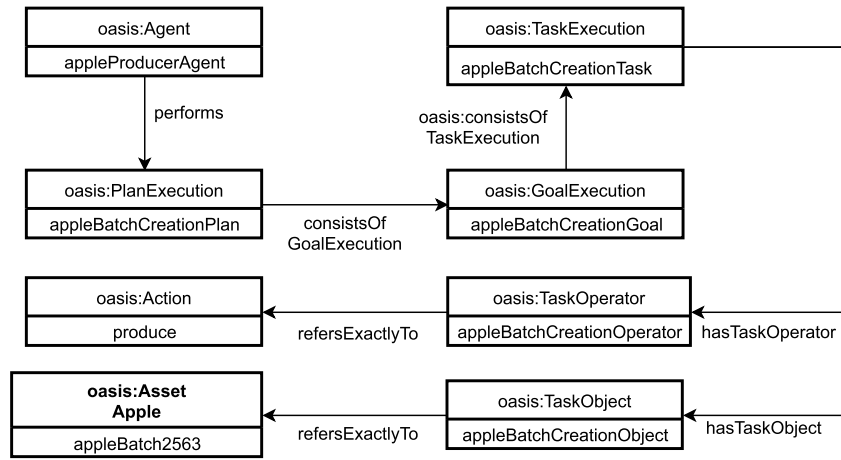 oasis:Agent
appleProducerAgent
oasis:TaskExecution
appleBatchCreationTask
performs
oasis:consistsOf
TaskExecution
oasis:PlanExecution
appleBatchCreationPlan
consistsOf
GoalExecution
oasis:GoalExecution
appleBatchCreationGoal
oasis:Action
produce
refersExactlyTo
oasis:TaskOperator
appleBatchCreationOperator
hasTaskOperator
oasis:Asset
Apple
appleBatch2563
refersExactlyTo
oasis:TaskObject
appleBatchCreationObject
hasTaskObject